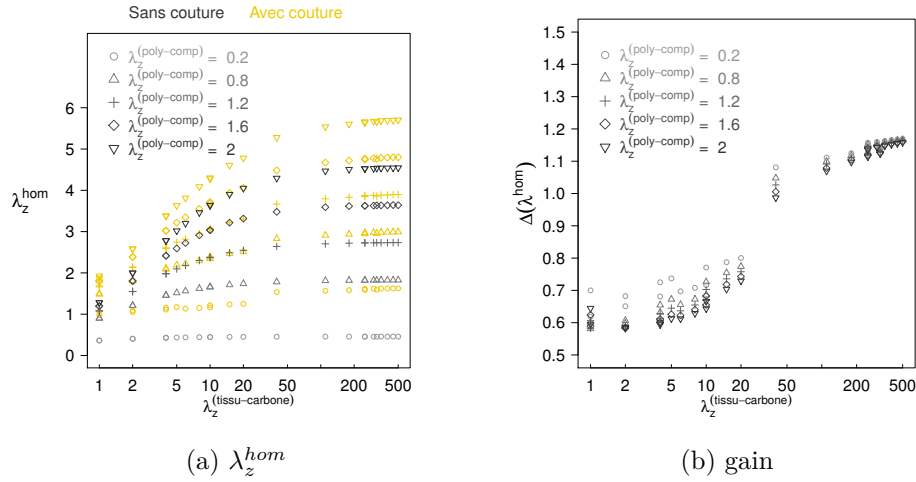 Sans couture Avec couture
λz(poly−comp) = 0.2
λz(poly−comp) = 0.8
λz(poly−comp) = 1.2
λz(poly−comp) = 1.6
λz(poly−comp) = 2
6
5
4
3
2
1
0
λz hom
1 2 5 10 20 50 200 500
λz(tissu−carbone)
(a) λz hom
1.5
1.4
1.3
1.2
1.1
1.0
0.9
0.8
0.7
0.6
0.5
Δ(λhom)
λz(poly−comp) = 0.2
λz(poly−comp) = 0.8
λz(poly−comp) = 1.2
λz(poly−comp) = 1.6
λz(poly−comp) = 2
1 2 5 10 20 50 200 500
λz(tissu−carbone)
(b) gain